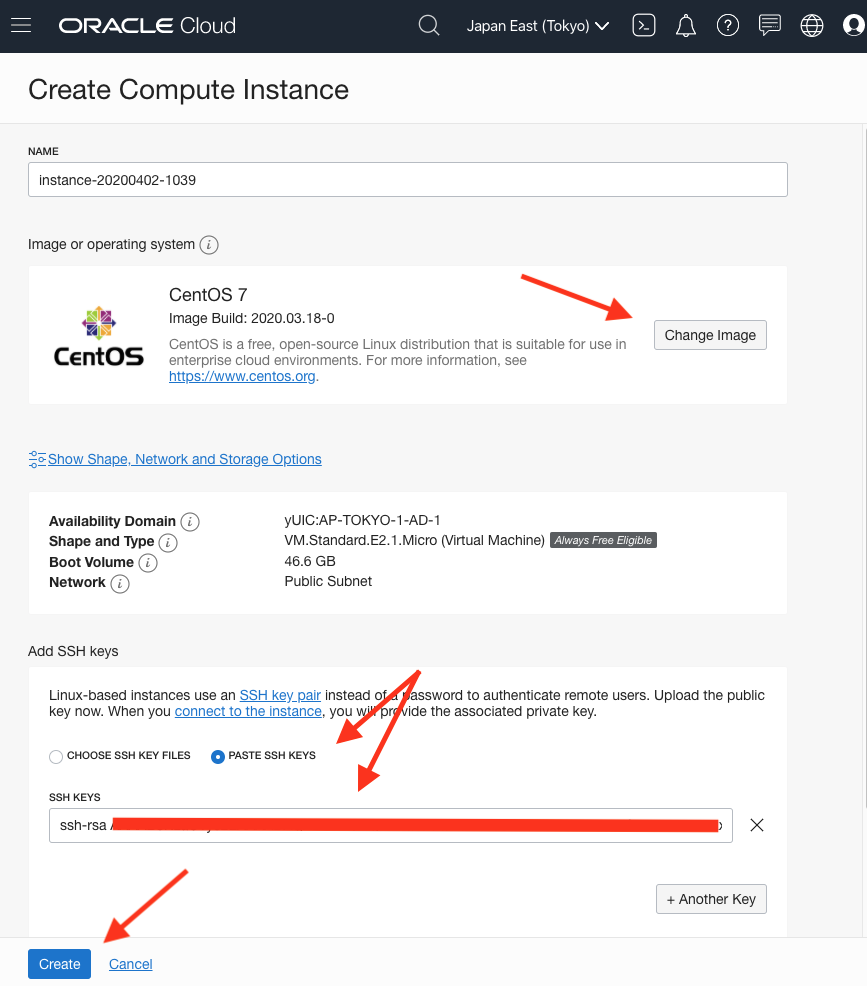 ORACLE Cloud
Japan East (Tokyo)
Create Compute Instance
NAME
instance-20200402-1039
Image or operating system
CentOS
CentOS 7
Image Build: 2020.03.18-0
CentOS is a free, open-source Linux distribution that is suitable for use in
enterprise cloud environments. For more information, see
https://www.centos.org.
Change Image
Show Shape, Network and Storage Options
Availability Domain yUIC:AP-TOKYO-1-AD-1
Shape and Type VM.Standard.E2.1.Micro (Virtual Machine) Always Free Eligible
Boot Volume 46.6 GB
Network Public Subnet
Add SSH keys
Linux-based instances use an SSH key pair instead of a password to authenticate remote users. Upload the public
key now. When you connect to the instance, you will provide the associated private key.
CHOOSE SSH KEY FILES PASTE SSH KEYS
SSH KEYS
ssh-rsa
+ Another Key
Create Cancel